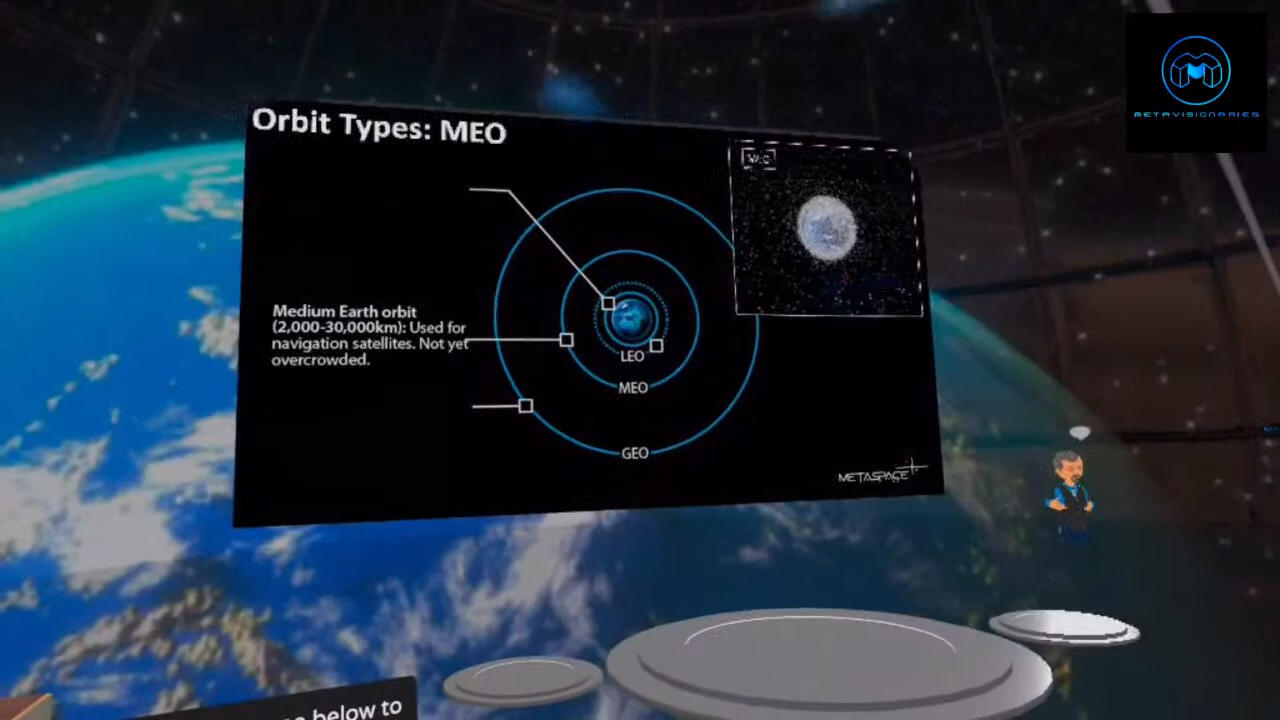 METAVISIONARIES
Orbit Types: MEO
Medium Earth orbit
(2,000-30,000km): Used for
navigation satellites. Not yet
overcrowded.
LEO
MEO
GEO
METASPACE
below to